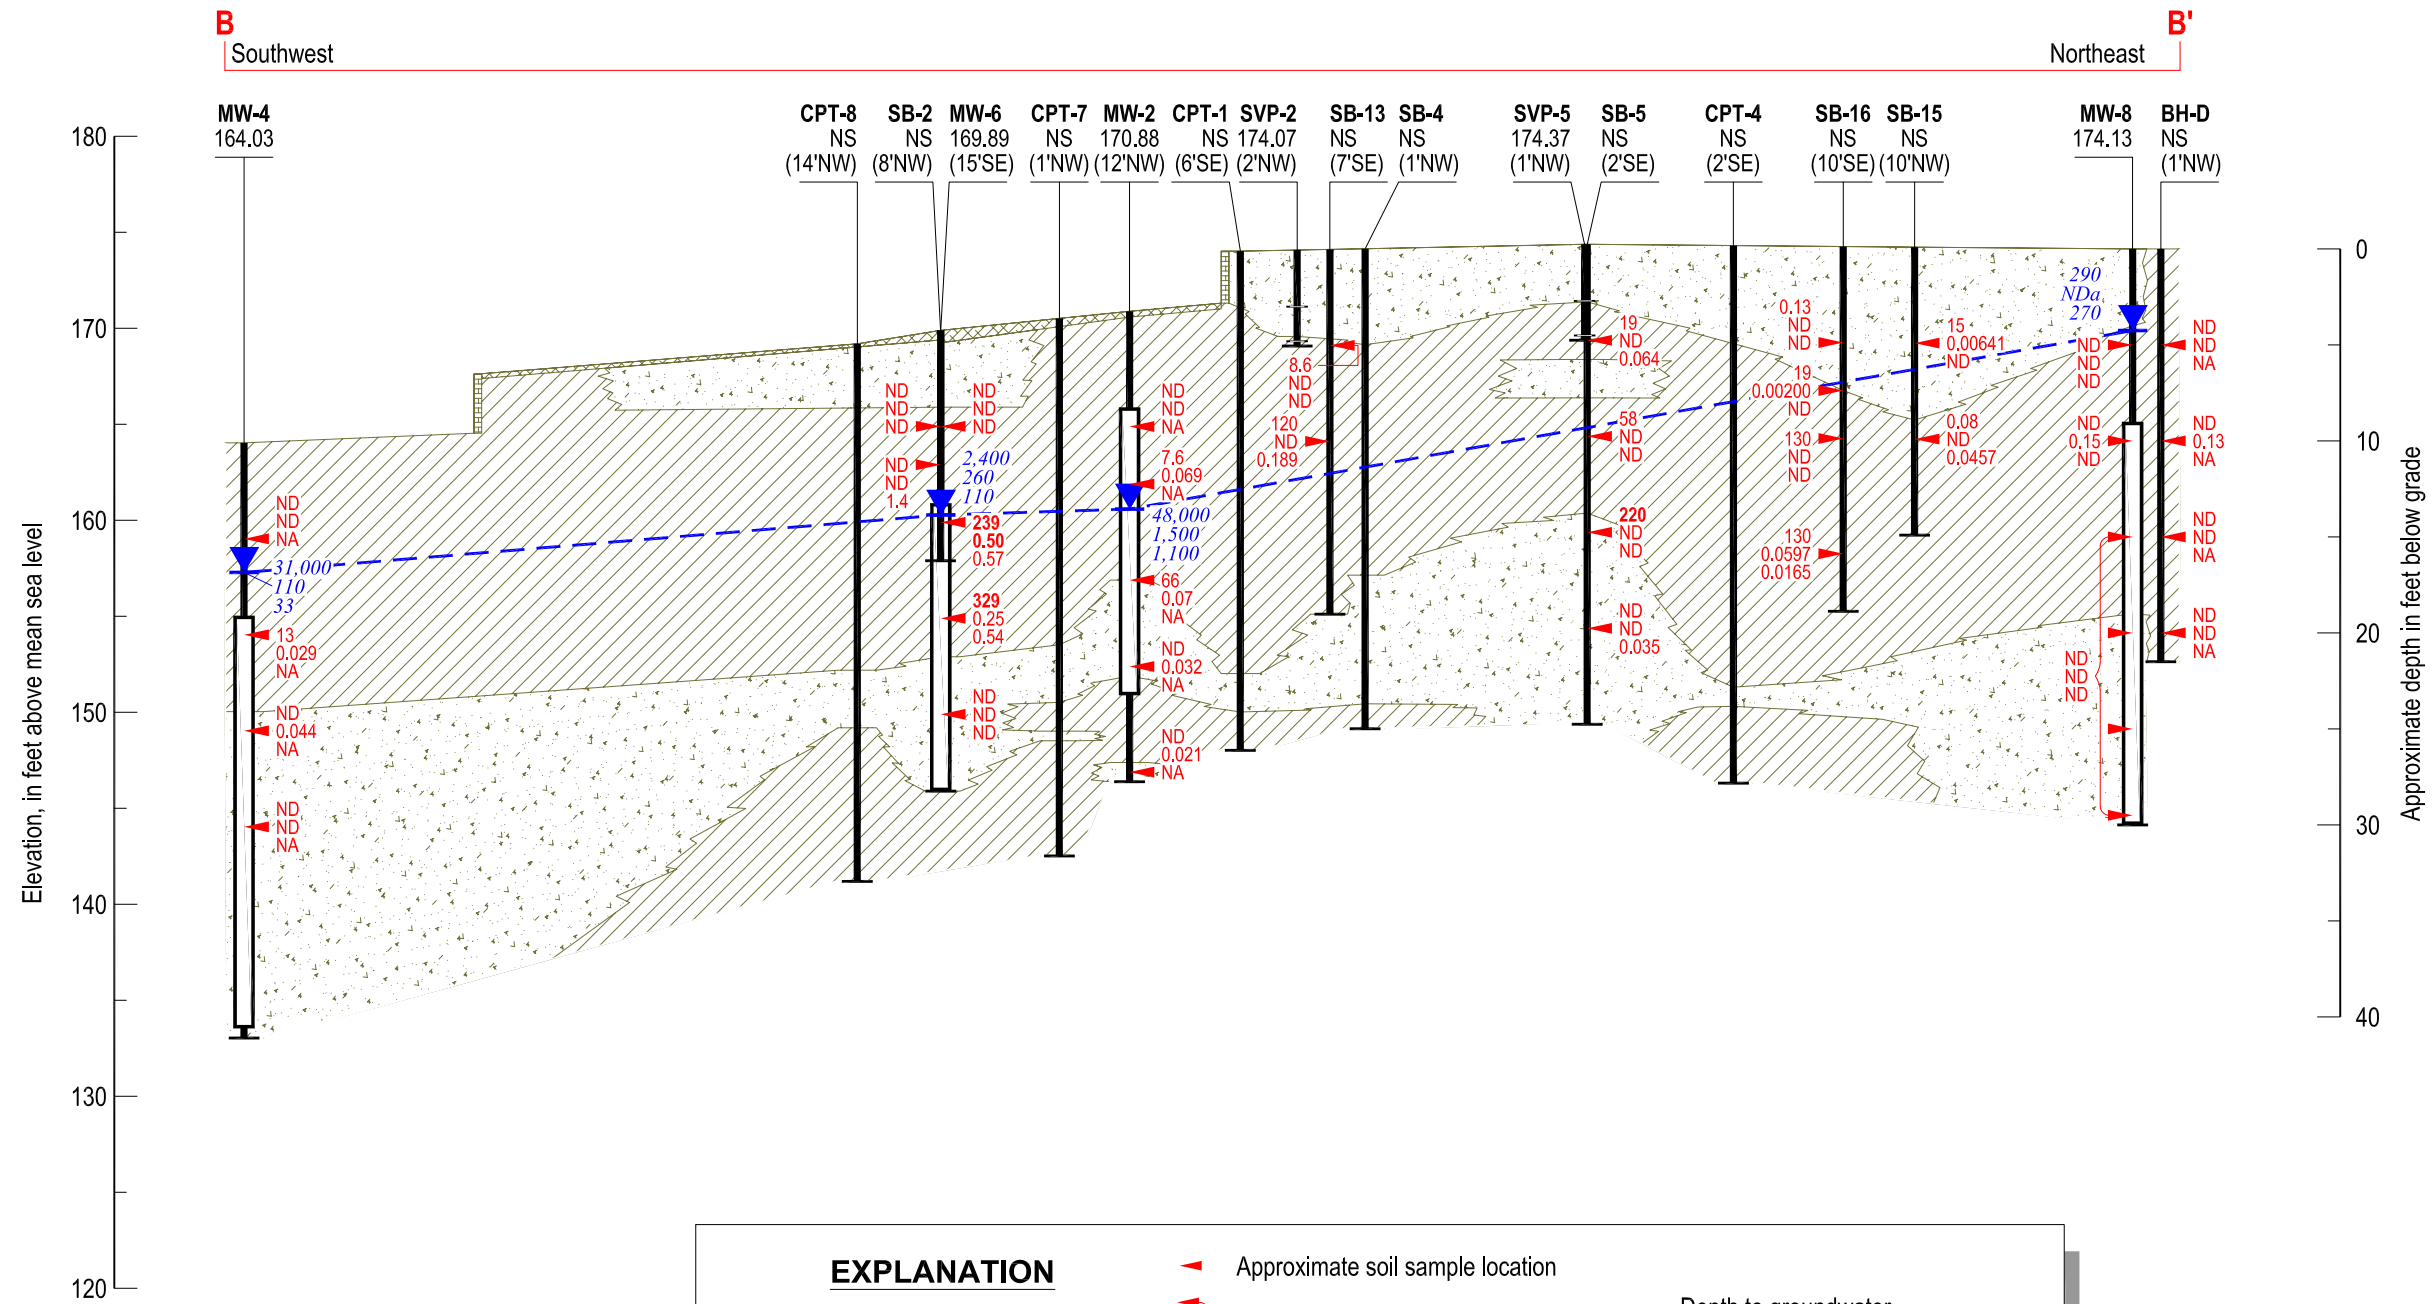 B
B'
Southwest
Northeast
MW-4
164.03
CPT-8
NS
(14'NW)
SB-2
NS
(8'NW)
MW-6
169.89
(15'SE)
CPT-7
NS
(1'NW)
MW-2
170.88
(12'NW)
CPT-1
NS
(6'SE)
SVP-2
174.07
(2'NW)
SB-13
NS
(7'SE)
SB-4
NS
(1'NW)
SVP-5
174.37
(1'NW)
SB-5
NS
(2'SE)
CPT-4
NS
(2'SE)
SB-16
NS
(10'SE)
SB-15
NS
(10'NW)
MW-8
174.13
BH-D
NS
(1'NW)
180
170
160
150
140
130
120
Elevation, in feet above mean sea level
0
10
20
30
40
Approximate depth in feet below grade
ND
ND
NA
31,000
110
33
13
0.029
NA
ND
0.044
NA
ND
ND
NA
ND
ND
ND
ND
ND
1.4
ND
ND
ND
2,400
260
110
239
0.50
0.57
329
0.25
0.54
ND
ND
ND
ND
ND
NA
7.6
0.069
NA
48,000
1,500
1,100
66
0.07
NA
ND
0.032
NA
ND
0.021
NA
8.6
ND
ND
120
ND
0.189
19
ND
0.064
58
ND
ND
220
ND
ND
ND
ND
0.035
0.13
ND
ND
19
0.00200
ND
130
ND
ND
130
0.0597
0.0165
15
0.00641
ND
0.08
ND
0.0457
290
NDa
270
ND
ND
ND
ND
0.15
ND
ND
ND
ND
ND
ND
NA
ND
0.13
NA
ND
ND
NA
ND
ND
NA
EXPLANATION
Approximate soil sample location
Depth to groundwater